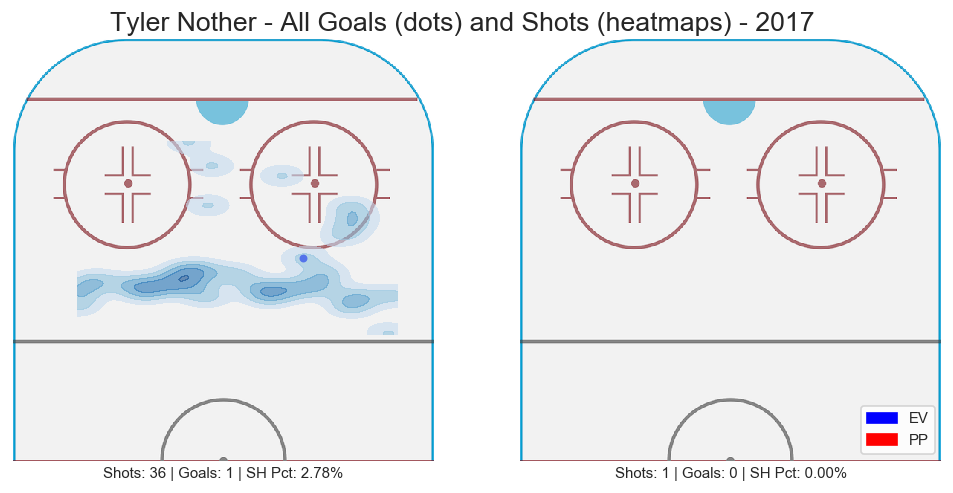 Tyler Nother - All Goals (dots) and Shots (heatmaps) - 2017
EV
PP
Shots: 36 | Goals: 1 | SH Pct: 2.78%
Shots: 1 | Goals: 0 | SH Pct: 0.00%